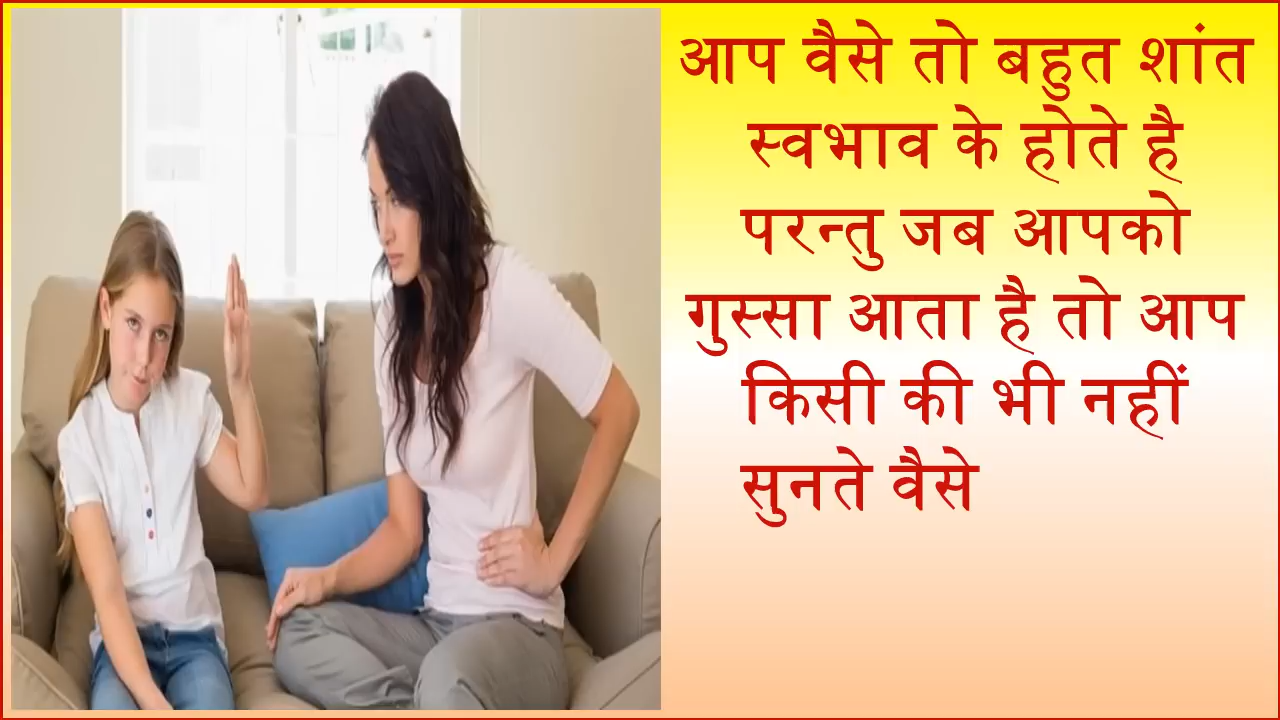 आप वैसे तो बहुत शांत
स्वभाव के होते है
परन्तु जब आपको
गुस्सा आता है तो आप
किसी की भी नहीं
सुनते वैसे